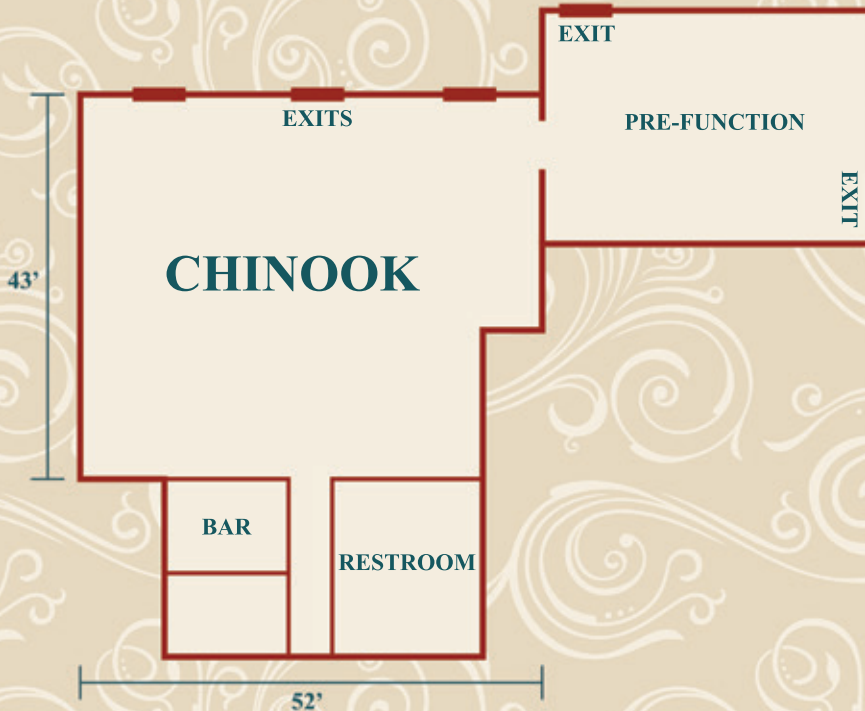 EXIT
EXITS
PRE-FUNCTION
EXIT
CHINOOK
43’
BAR
RESTROOM
52’